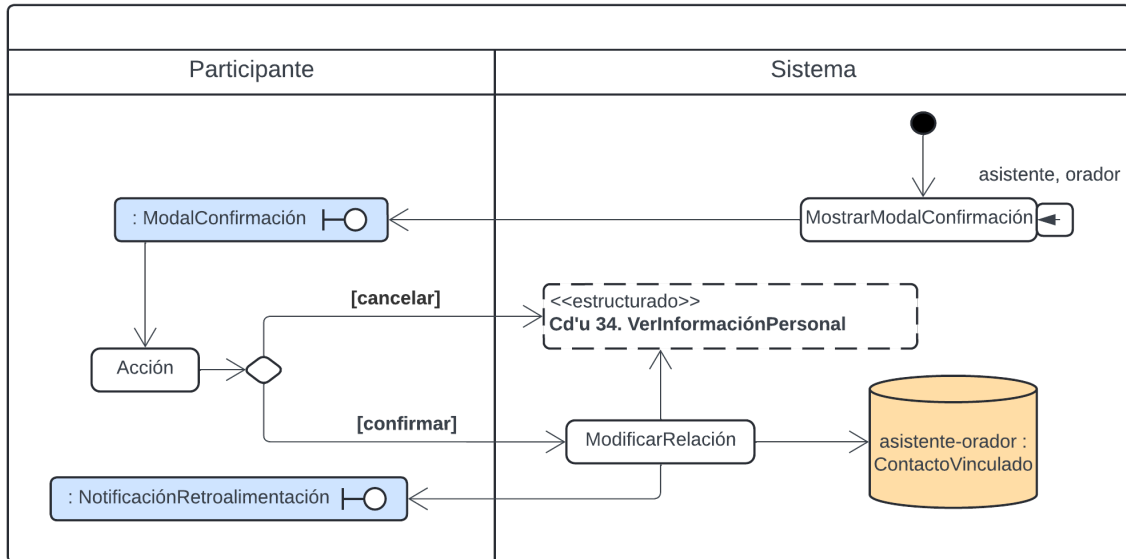 Participante
Sistema
asistente, orador
: ModalConfirmación
MostrarModalConfirmación
[cancelar]
<<estructurado>>
Cd'u 34. VerInformaciónPersonal
Acción
[confirmar]
ModificarRelación
asistente-orador :
ContactoVinculado
: NotificaciónRetroalimentación